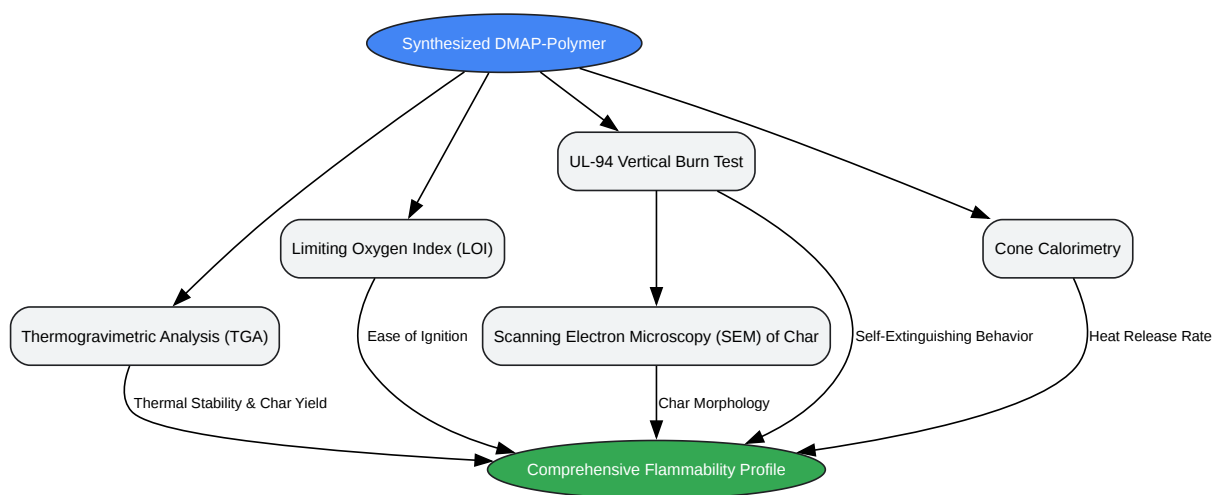 Synthesized DMAP-Polymer
UL-94 Vertical Burn Test
Limiting Oxygen Index (LOI)
Cone Calorimetry
Thermogravimetric Analysis (TGA)
Ease of Ignition
Scanning Electron Microscopy (SEM) of Char
Self-Extinguishing Behavior
Heat Release Rate
Thermal Stability & Char Yield
Char Morphology
Comprehensive Flammability Profile